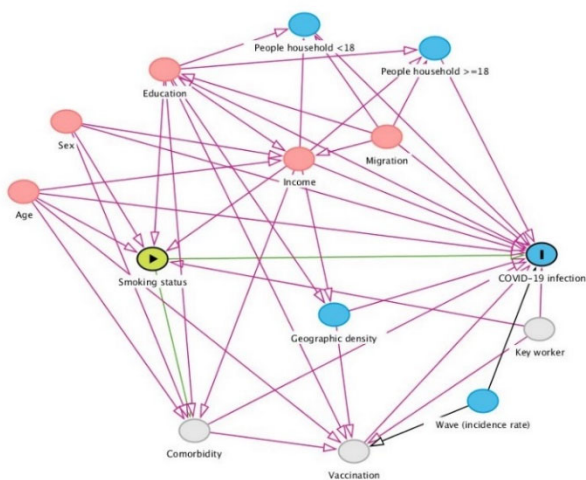 People household <18
People household >=18
Education
Sex
Migration
Income
Age
Smoking status
COVID-19 infection
Geographic density
Key worker
Wave (incidence rate)
Comorbidity
Vaccination